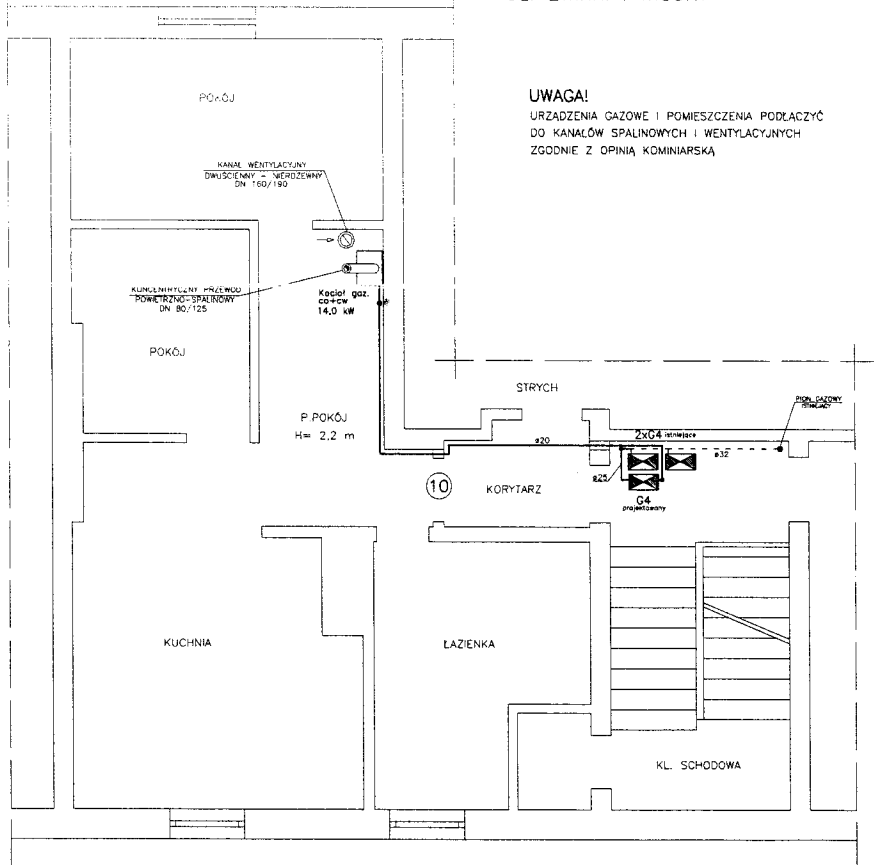 UWAGA!
URZĄDZENIA GAZOWE I POMIESZCZENIA PODŁĄCZYĆ
DO KANAŁÓW SPALINOWYCH I WENTYLACYJNYCH
ZGODNIE Z OPINIĄ KOMINIARSKĄ
POKÓJ
KANAŁ WENTYLACYJNY
DWUŚCIENNY - NIERDZEWNY
DN 160/190
KONCENTRYCZNY PRZEWÓD
POWIETRZNO-SPALINOWY
DN 80/125
Kocioł gaz.
co+cw
14.0 kW
POKÓJ
STRYCH
PION GAZOWY
ISTNIEJĄCY
P.POKÓJ
H= 2,2 m
ø20
2xG4 istniejące
ø32
10
KORYTARZ
ø25
G4
projektowany
KUCHNIA
ŁAZIENKA
KL. SCHODOWA